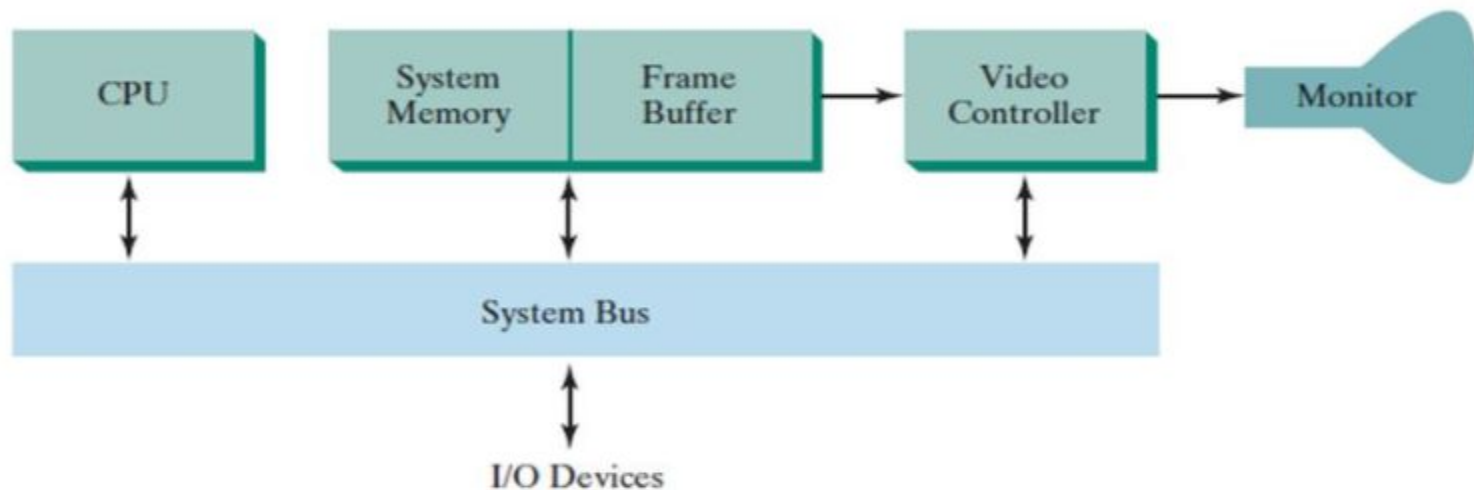 CPU
System
Memory
Frame
Buffer
Video
Controller
Monitor
System Bus
I/O Devices